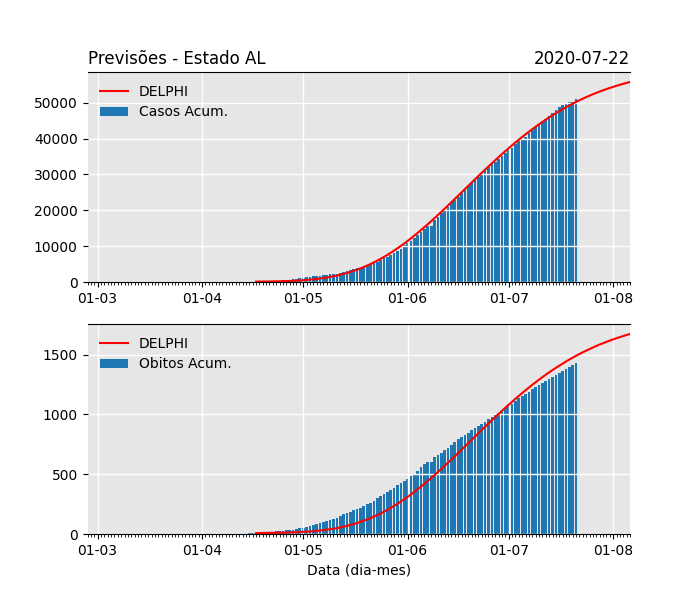 Previsões - Estado AL 2020-07-22
DELPHI
Casos Acum.
50000
40000
30000
20000
10000
0
01-03 01-04 01-05 01-06 01-07 01-08
DELPHI
Obitos Acum.
1500
1000
500
0
01-03 01-04 01-05 01-06 01-07 01-08
Data (dia-mes)